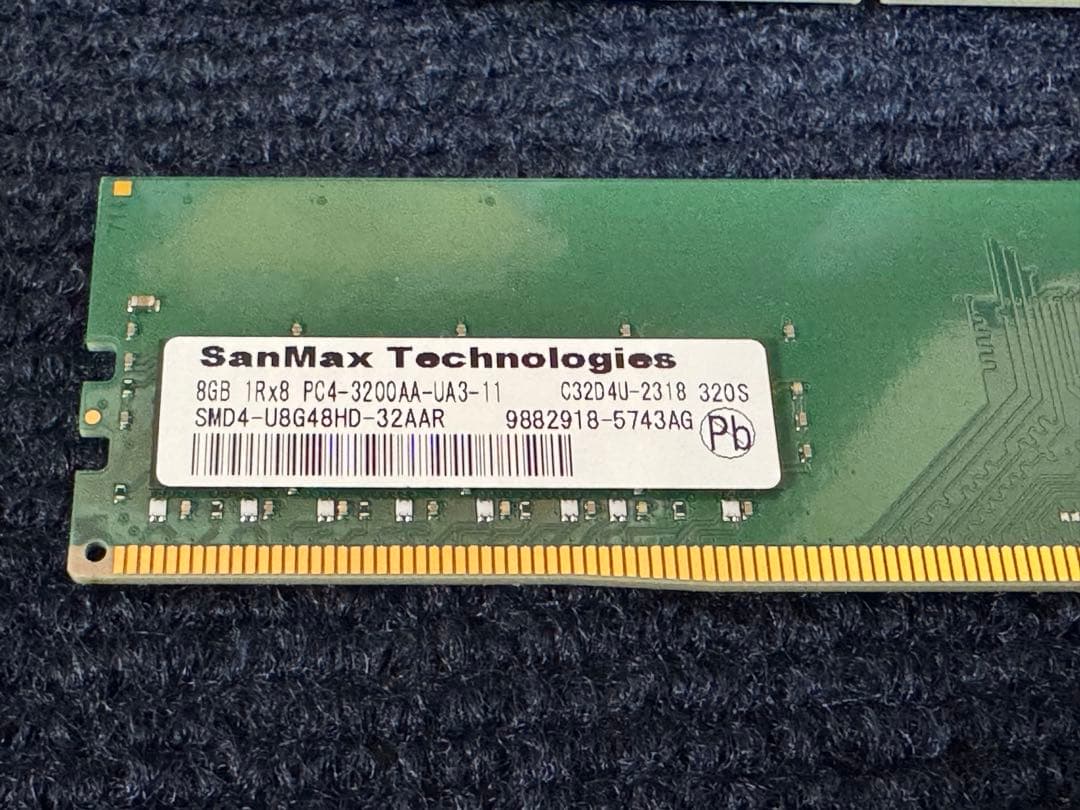 SanMax Technologies
8GB 1Rx8 PC4-3200AA-UA3-11 C32D4U-2318 320S
SMD4-U8G48HD-32AAR 9882918-5743AG Pb